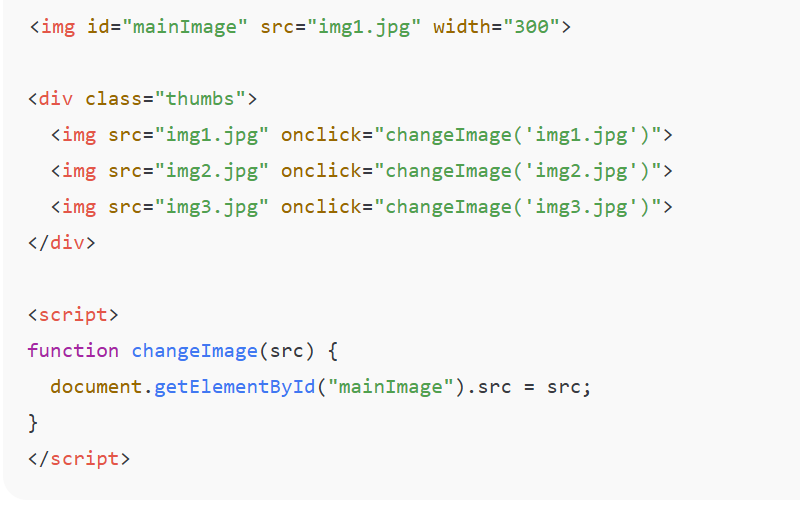 <img id="mainImage" src="img1.jpg" width="300">
<div class="thumbs">
<img src="img1.jpg" onclick="changeImage('img1.jpg')">
<img src="img2.jpg" onclick="changeImage('img2.jpg')">
<img src="img3.jpg" onclick="changeImage('img3.jpg')">
</div>
<script>
function changeImage(src) {
document.getElementById("mainImage").src = src;
}
</script>